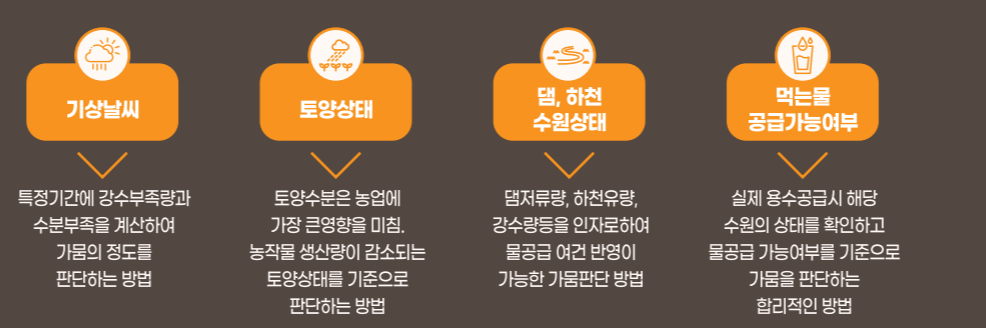 기상날씨
특정기간에 강수부족량과
수분부족을 계산하여
가뭄의 정도를
판단하는 방법
토양상태
토양수분은 농업에
가장 큰영향을 미침.
농작물 생산량이 감소되는
토양상태를 기준으로
판단하는 방법
댐, 하천
수원상태
댐저류량, 하천유량,
강수량등을 인자로하여
물공급 여건 반영이
가능한 가뭄판단 방법
먹는물
공급가능여부
실제 용수공급시 해당
수원의 상태를 확인하고
물공급 가능여부를 기준으로
가뭄을 판단하는
합리적인 방법